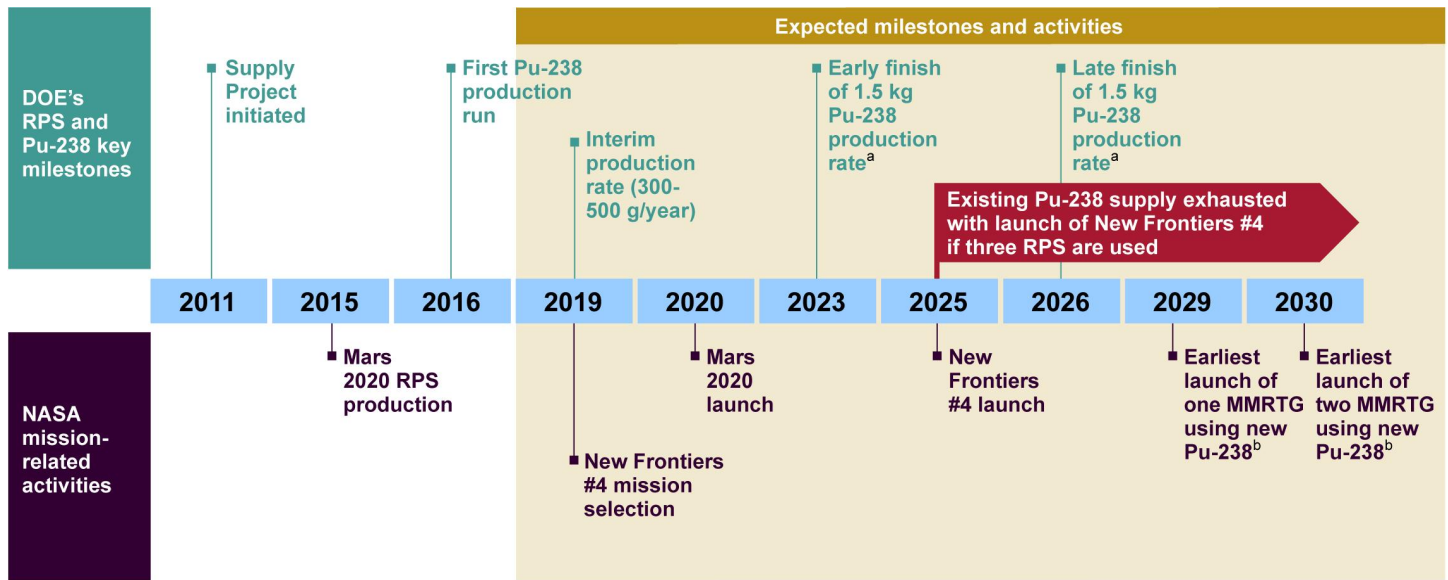 Expected milestones and activities
DOE's
RPS and
Pu-238 key
milestones
Supply
Project
initiated
First Pu-238
production
run
Interim
production
rate (300-
500 g/year)
Early finish
of 1.5 kg
Pu-238
production
rateᵃ
Late finish
of 1.5 kg
Pu-238
production
rateᵃ
Existing Pu-238 supply exhausted
with launch of New Frontiers #4
if three RPS are used
2011 2015 2016 2019 2020 2023 2025 2026 2029 2030
NASA
mission-
related
activities
Mars
2020 RPS
production
New Frontiers
#4 mission
selection
Mars
2020
launch
New
Frontiers
#4 launch
Earliest
launch of
one MMRTG
using new
Pu-238ᵇ
Earliest
launch of
two MMRTG
using new
Pu-238ᵇ